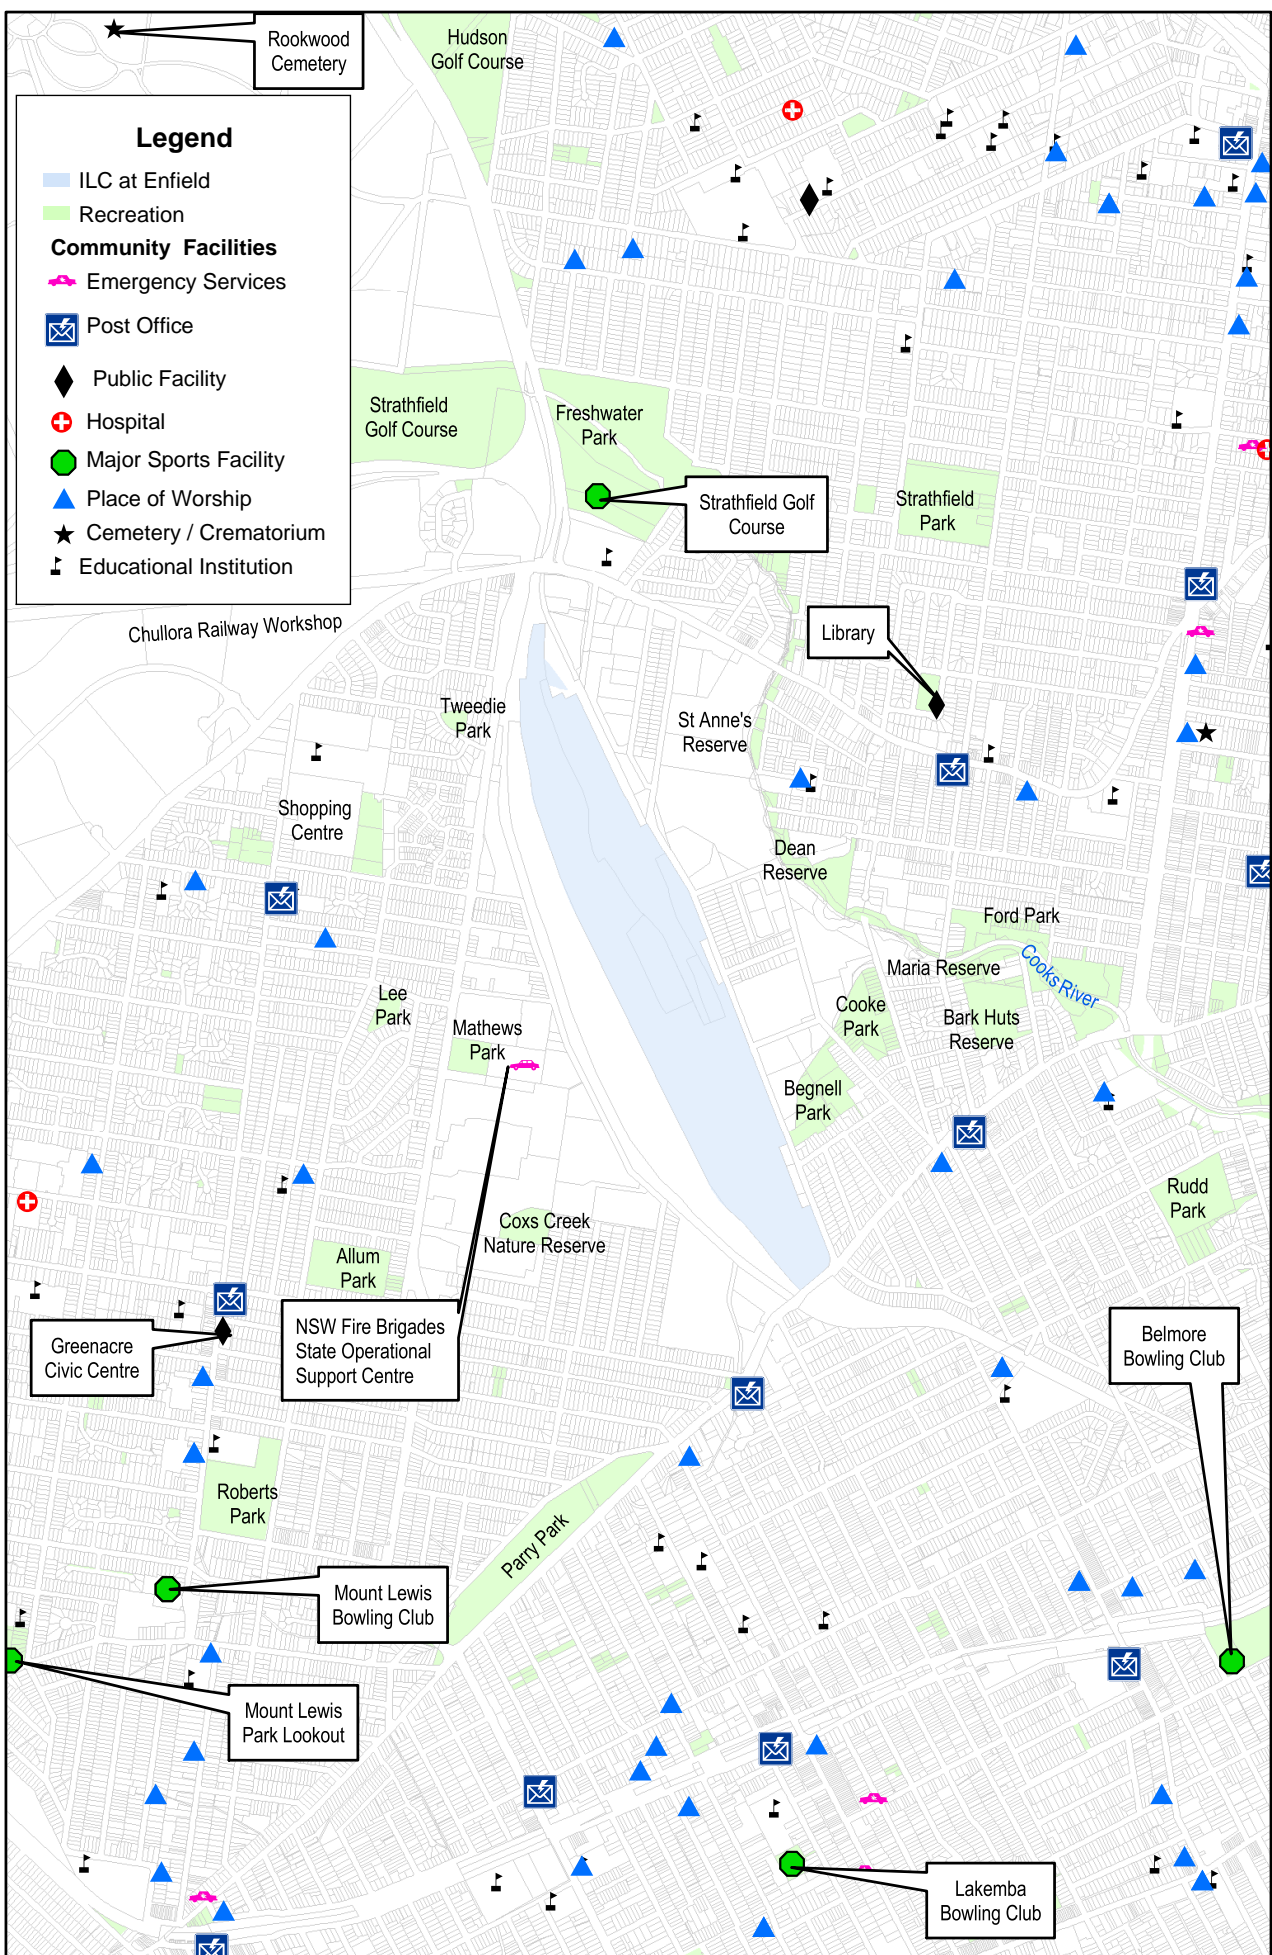 Rookwood
Cemetery
Hudson
Golf Course
Legend
ILC at Enfield
Recreation
Community Facilities
Emergency Services
Post Office
Public Facility
Hospital
Major Sports Facility
Place of Worship
Cemetery / Crematorium
Educational Institution
Strathfield
Golf Course
Freshwater
Park
Strathfield Golf
Course
Strathfield
Park
Chullora Railway Workshop
Library
Tweedie
Park
St Anne's
Reserve
Shopping
Centre
Dean
Reserve
Ford Park
Maria Reserve
Cooks River
Lee
Park
Cooke
Park
Bark Huts
Reserve
Mathews
Park
Begnell
Park
Rudd
Park
Coxs Creek
Nature Reserve
Allum
Park
Greenacre
Civic Centre
NSW Fire Brigades
State Operational
Support Centre
Belmore
Bowling Club
Roberts
Park
Parry Park
Mount Lewis
Bowling Club
Mount Lewis
Park Lookout
Lakemba
Bowling Club